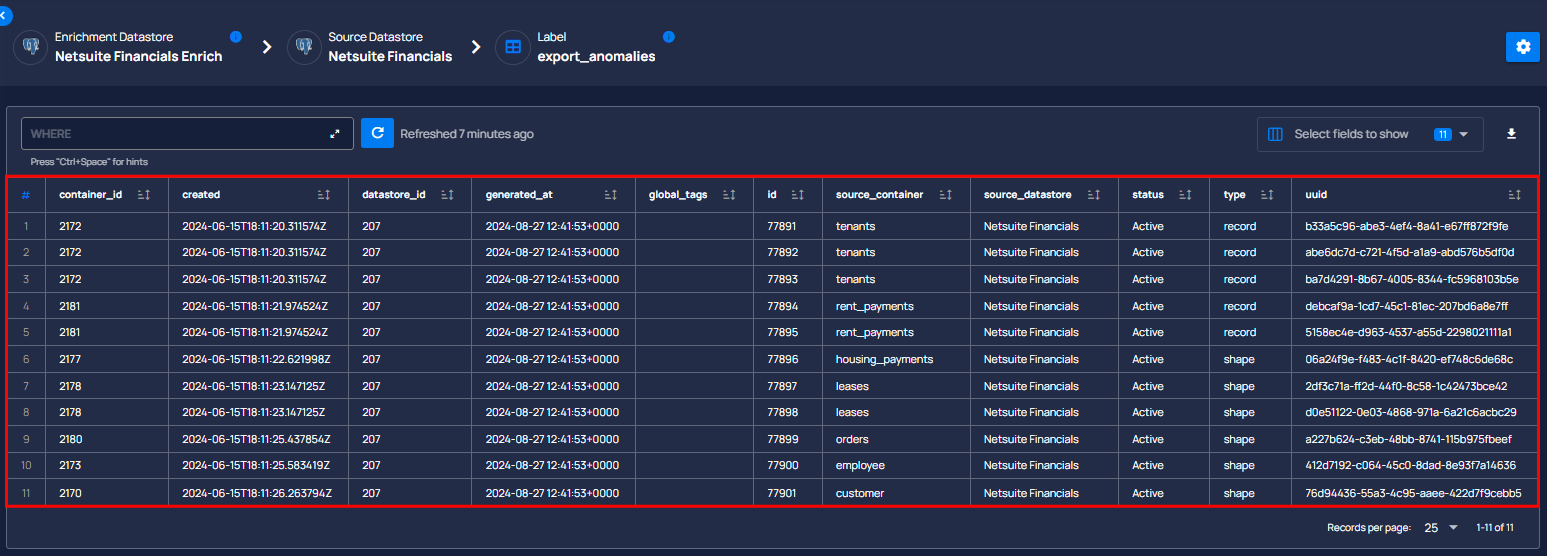 Enrichment Datastore
Netsuite Financials Enrich
Source Datastore
Netsuite Financials
Label
export_anomalies
WHERE
Refreshed 7 minutes ago
Select fields to show 11
Press "Ctrl+Space" for hints
# container_id created datastore_id generated_at global_tags id source_container source_datastore status type uuid
1 2172 2024-06-15T18:11:20.311574Z 207 2024-08-27 12:41:53+0000 77891 tenants Netsuite Financials Active record b33a5c96-abe3-4ef4-8a41-e67ff872f9fe
2 2172 2024-06-15T18:11:20.311574Z 207 2024-08-27 12:41:53+0000 77892 tenants Netsuite Financials Active record abe6dc7d-c721-4f5d-a1a9-abd576b5df0d
3 2172 2024-06-15T18:11:20.311574Z 207 2024-08-27 12:41:53+0000 77893 tenants Netsuite Financials Active record ba7d4291-8b67-4005-8344-fc5968103b5e
4 2181 2024-06-15T18:11:21.974524Z 207 2024-08-27 12:41:53+0000 77894 rent_payments Netsuite Financials Active record debcaf9a-1cd7-45c1-81ec-207bd6a8e7ff
5 2181 2024-06-15T18:11:21.974524Z 207 2024-08-27 12:41:53+0000 77895 rent_payments Netsuite Financials Active record 5158ec4e-d963-4537-a55d-2298021111a1
6 2177 2024-06-15T18:11:22.621998Z 207 2024-08-27 12:41:53+0000 77896 housing_payments Netsuite Financials Active shape 06a24f9e-f483-4c1f-8420-ef748c6de68c
7 2178 2024-06-15T18:11:23.147125Z 207 2024-08-27 12:41:53+0000 77897 leases Netsuite Financials Active shape 2df3c71a-ff2d-44f0-8c58-1c42473bce42
8 2178 2024-06-15T18:11:23.147125Z 207 2024-08-27 12:41:53+0000 77898 leases Netsuite Financials Active shape d0e51122-0e03-4868-971a-6a21c6acbc29
9 2180 2024-06-15T18:11:25.437854Z 207 2024-08-27 12:41:53+0000 77899 orders Netsuite Financials Active shape a227b624-c3eb-48bb-8741-115b975fbeef
10 2173 2024-06-15T18:11:25.583419Z 207 2024-08-27 12:41:53+0000 77900 employee Netsuite Financials Active shape 412d7192-c064-45c0-8dad-8e93f7a14636
11 2170 2024-06-15T18:11:26.263794Z 207 2024-08-27 12:41:53+0000 77901 customer Netsuite Financials Active shape 76d94436-55a3-4c95-aaee-422d7f9cebb5
Records per page: 25 1-11 of 11